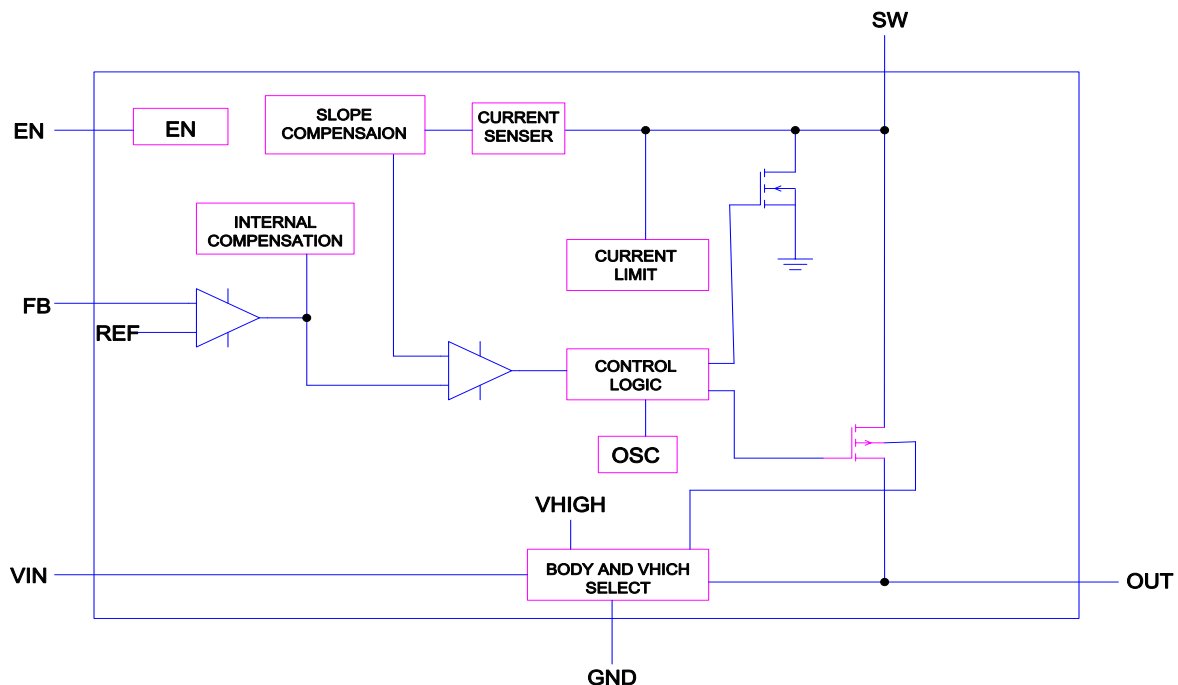 SW
EN
EN
SLOPE
COMPENSAION
CURRENT
SENSER
INTERNAL
COMPENSATION
CURRENT
LIMIT
FB
REF
CONTROL
LOGIC
OSC
VHIGH
VIN
BODY AND VHICH
SELECT
OUT
GND